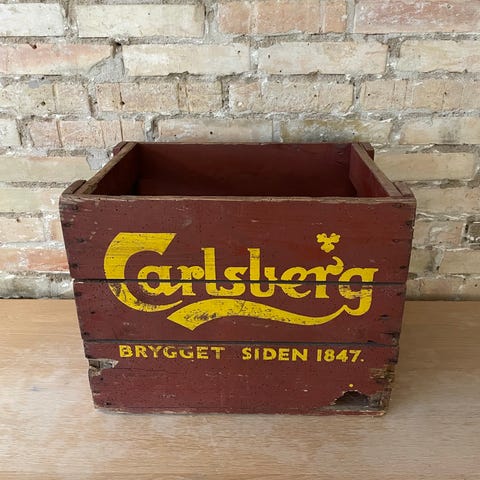 Carlsberg
BRYGGET SIDEN 1847.